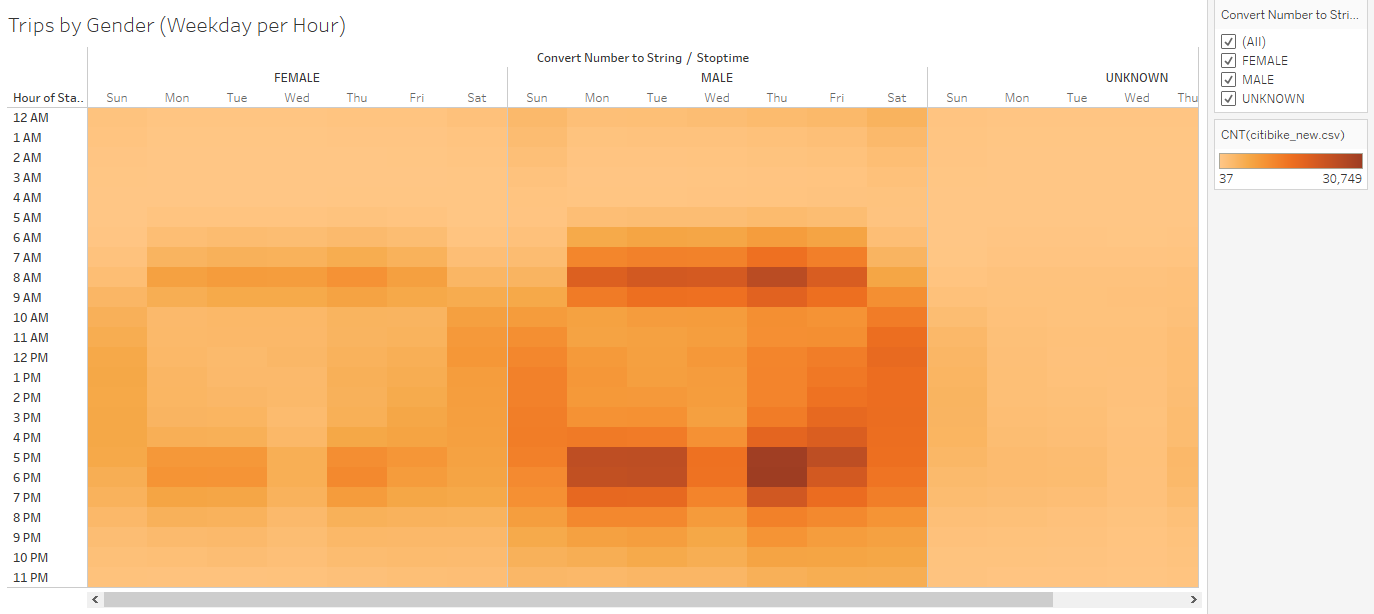 Trips by Gender (Weekday per Hour)
Convert Number to String / Stoptime
FEMALE MALE UNKNOWN
Hour of Sta.. Sun Mon Tue Wed Thu Fri Sat Sun Mon Tue Wed Thu Fri Sat Sun Mon Tue Wed Thu
12 AM
1 AM
2 AM
3 AM
4 AM
5 AM
6 AM
7 AM
8 AM
9 AM
10 AM
11 AM
12 PM
1 PM
2 PM
3 PM
4 PM
5 PM
6 PM
7 PM
8 PM
9 PM
10 PM
11 PM
Convert Number to Stri...
(All)
FEMALE
MALE
UNKNOWN
CNT(citibike_new.csv)
37 30,749